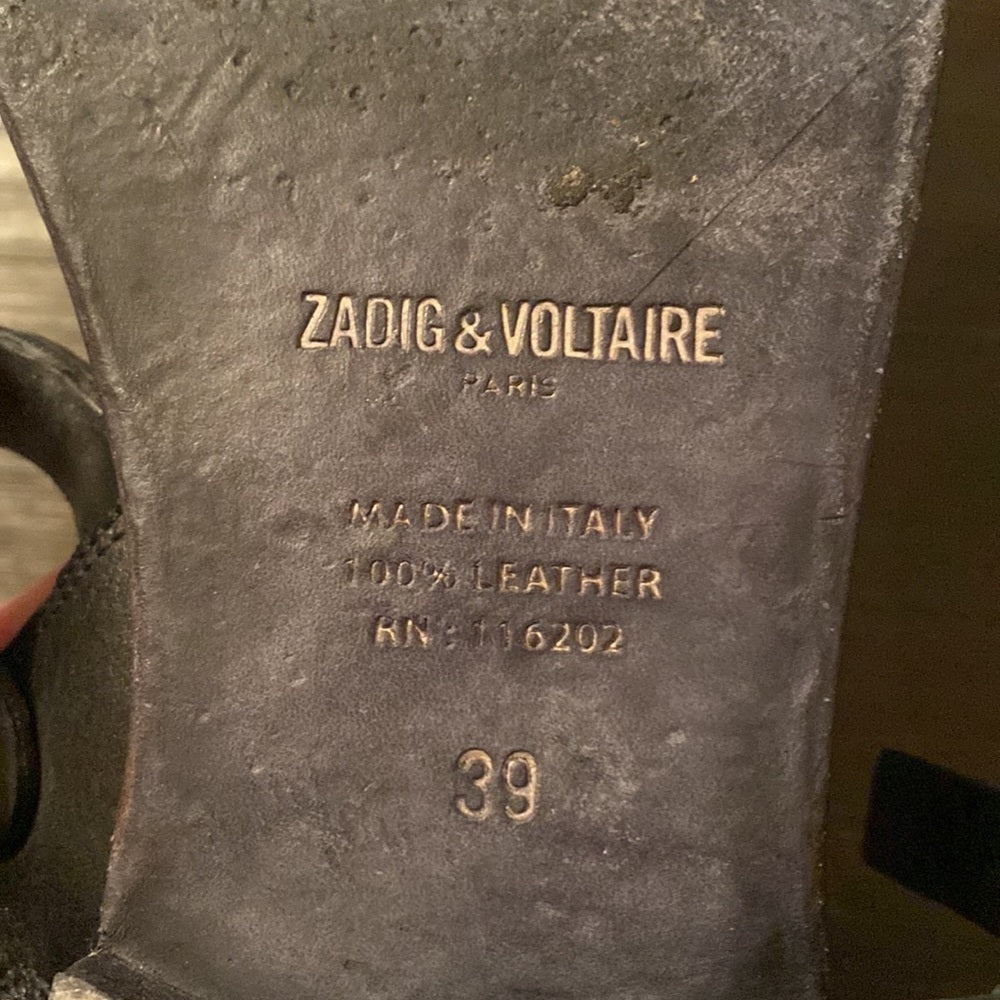 ZADIG & VOLTAIRE
PARIS
MADE IN ITALY
100% LEATHER
RN : 116202
39